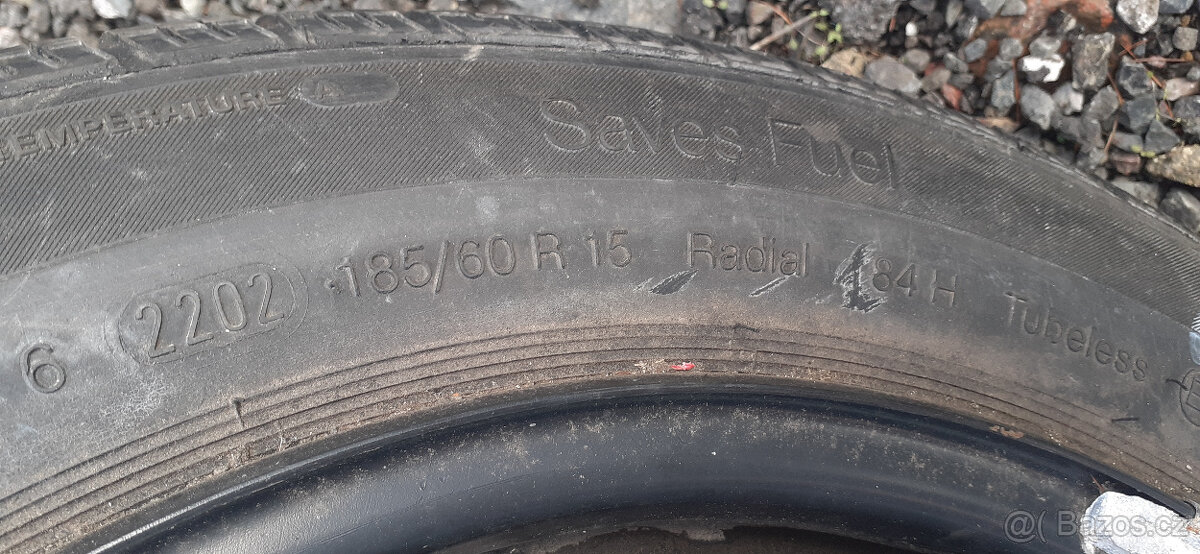 TEMPERATURE A
Saves Fuel
6 2202 185/60 R 15 Radial 84 H Tubeless
@Bazos.cz